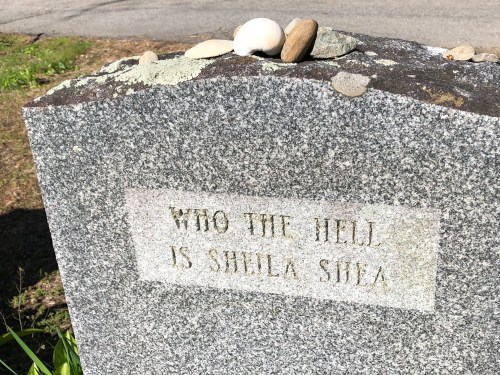 WHO THE HELL
IS SHEILA SHEA